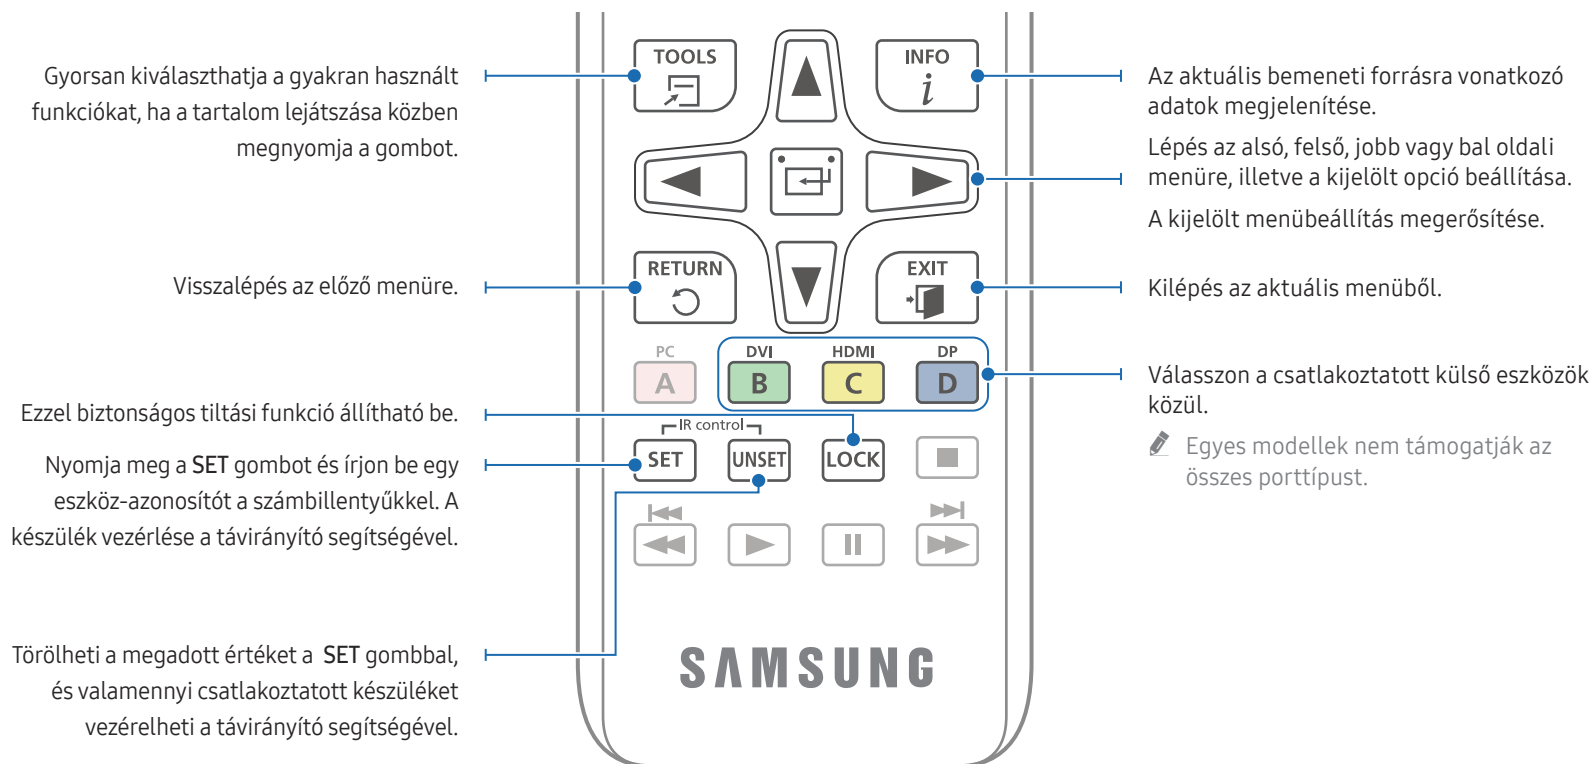 Gyorsan kiválaszthatja a gyakran használt
funkciókat, ha a tartalom lejátszása közben
megnyomja a gombot.
Visszalépés az előző menüre.
Ezzel biztonságos tiltási funkció állítható be.
Nyomja meg a SET gombot és írjon be egy
eszköz-azonosítót a számbillentyűkkel. A
készülék vezérlése a távirányító segítségével.
Törölheti a megadott értéket a SET gombbal,
és valamennyi csatlakoztatott készüléket
vezérelheti a távirányító segítségével.
TOOLS
INFO
i
RETURN
EXIT
PC DVI HDMI DP
A B C D
IR control
SET UNSET LOCK
SAMSUNG
Az aktuális bemeneti forrásra vonatkozó
adatok megjelenítése.
Lépés az alsó, felső, jobb vagy bal oldali
menüre, illetve a kijelölt opció beállítása.
A kijelölt menübeállítás megerősítése.
Kilépés az aktuális menüből.
Válasszon a csatlakoztatott külső eszközök
közül.
Egyes modellek nem támogatják az
összes porttípust.